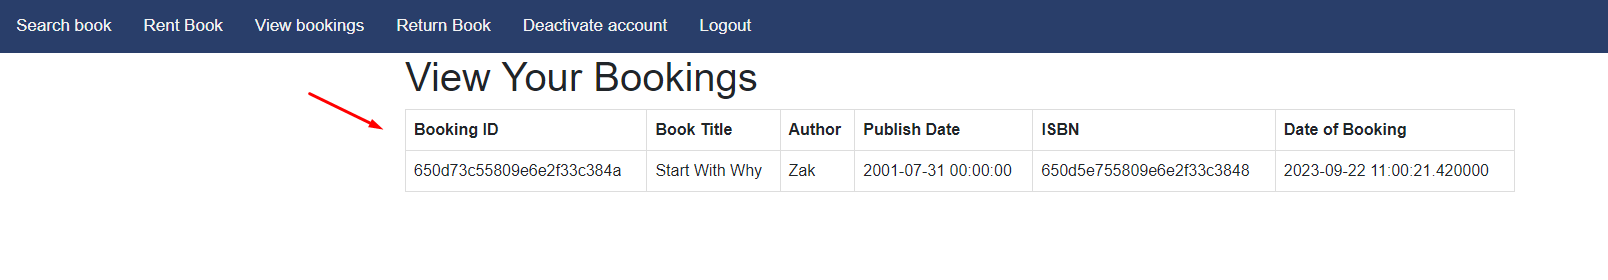 Search book Rent Book View bookings Return Book Deactivate account Logout
View Your Bookings
Booking ID Book Title Author Publish Date ISBN Date of Booking
650d73c55809e6e2f33c384a Start With Why Zak 2001-07-31 00:00:00 650d5e755809e6e2f33c3848 2023-09-22 11:00:21.420000